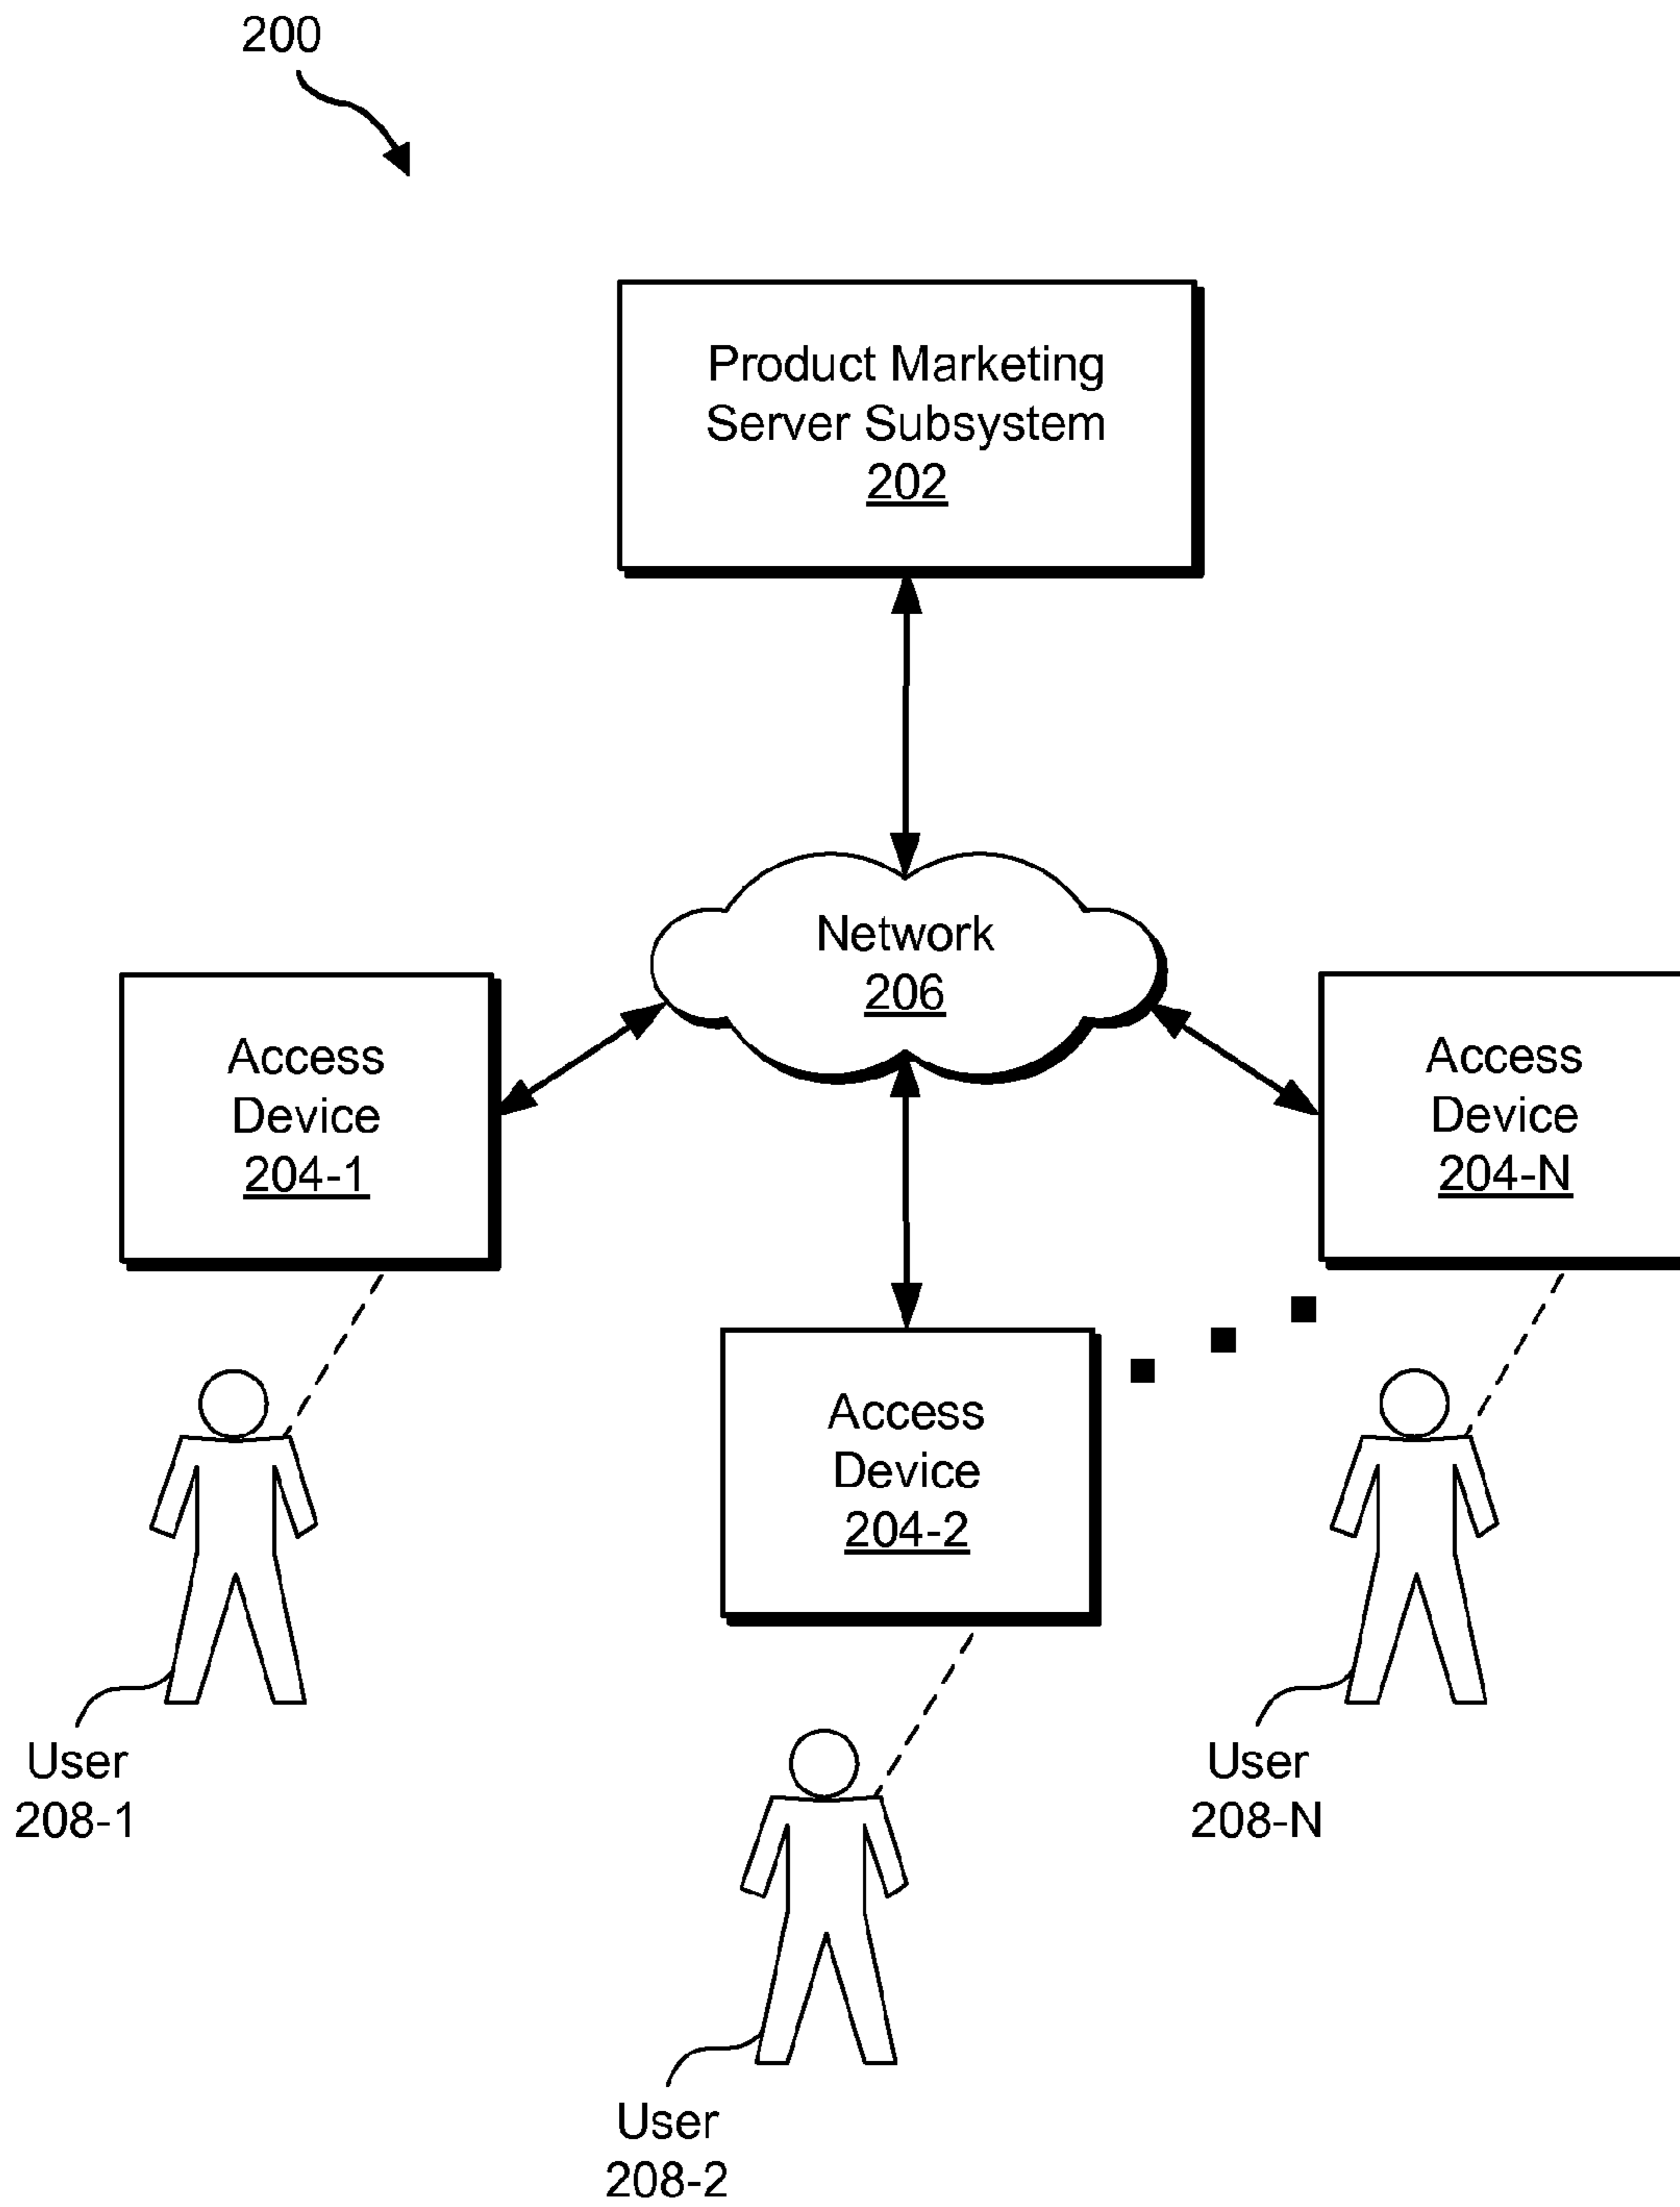 200
Product Marketing
Server Subsystem
202
Network
206
Access
Device
204-1
Access
Device
204-N
Access
Device
204-2
User
208-1
User
208-N
User
208-2